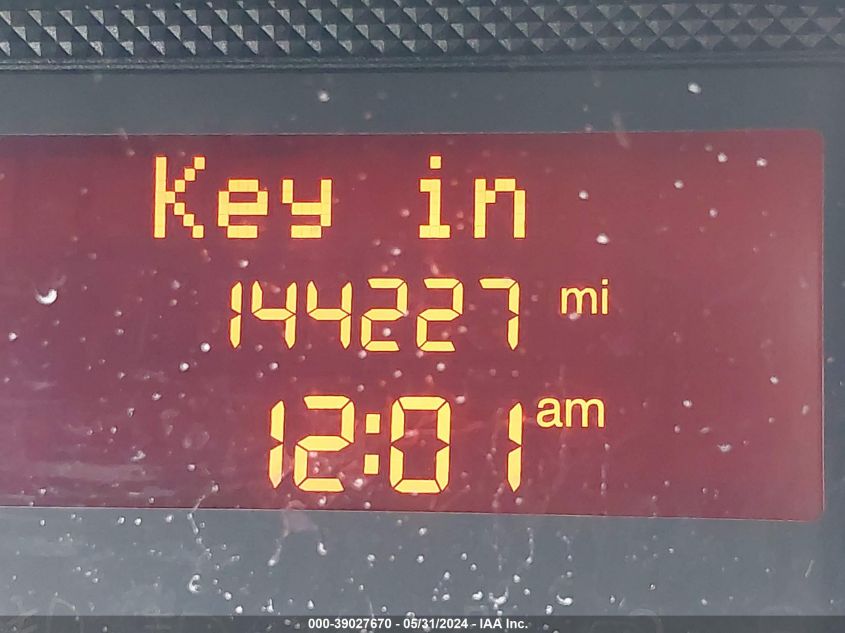 Key in
144227 mi
12:01 am
000-39027670 - 05/31/2024 - IAA Inc.